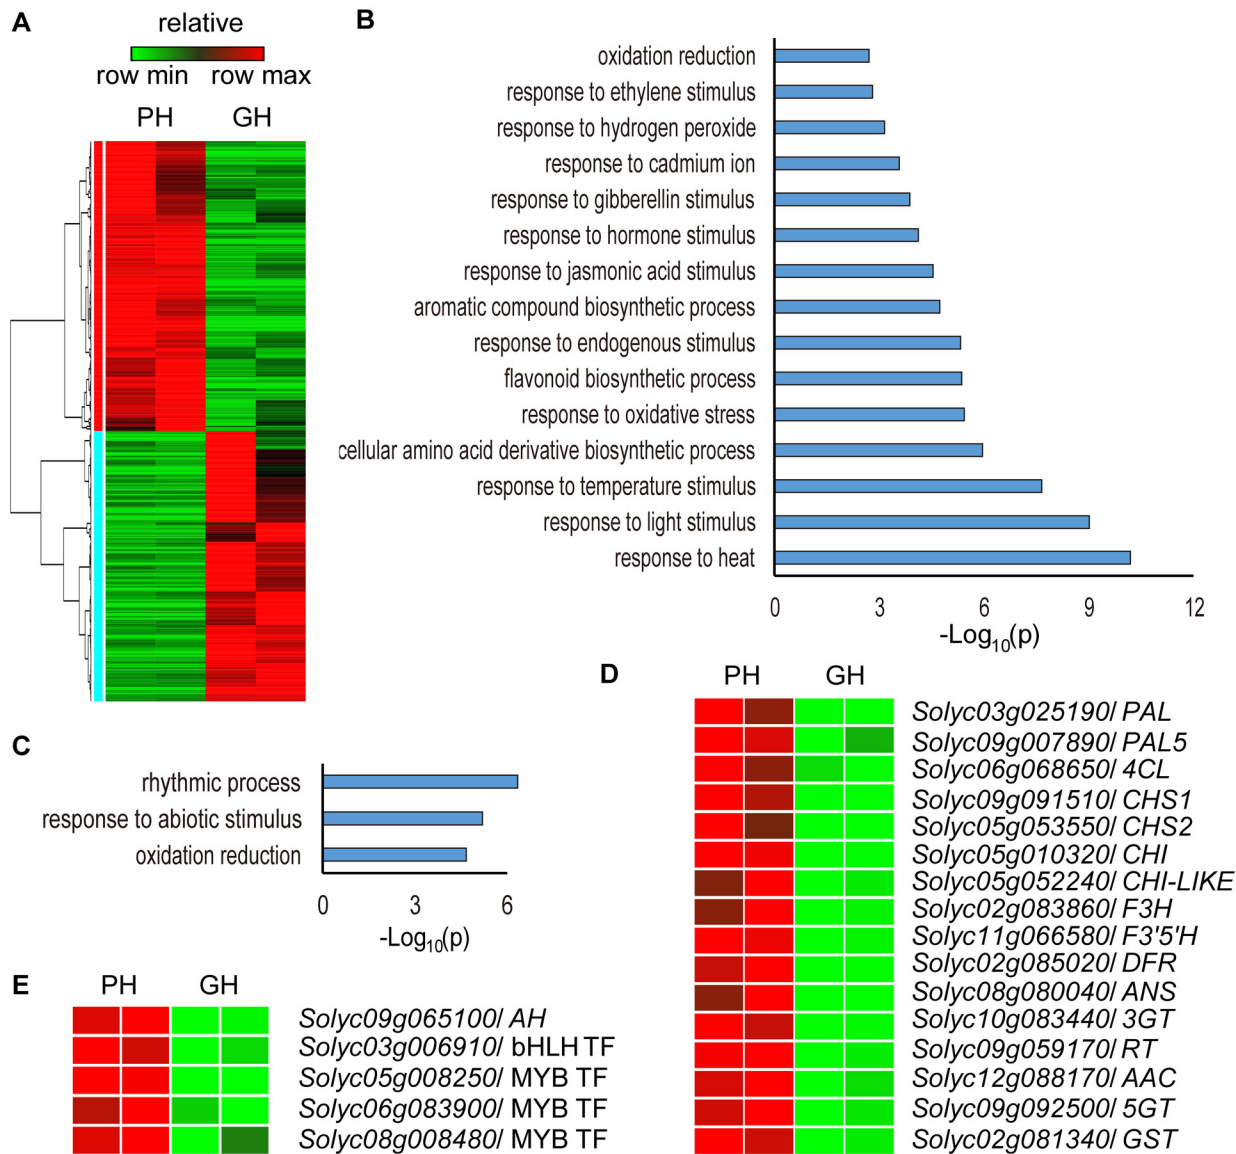 A
relative
row min row max
PH GH
B
oxidation reduction
response to ethylene stimulus
response to hydrogen peroxide
response to cadmium ion
response to gibberellin stimulus
response to hormone stimulus
response to jasmonic acid stimulus
aromatic compound biosynthetic process
response to endogenous stimulus
flavonoid biosynthetic process
response to oxidative stress
cellular amino acid derivative biosynthetic process
response to temperature stimulus
response to light stimulus
response to heat
0 3 6 9 12
-Log10(p)
C
rhythmic process
response to abiotic stimulus
oxidation reduction
0 3 6
-Log10(p)
D
PH GH
Solyc03g025190/ PAL
Solyc09g007890/ PAL5
Solyc06g068650/ 4CL
Solyc09g091510/ CHS1
Solyc05g053550/ CHS2
Solyc05g010320/ CHI
Solyc05g052240/ CHI-LIKE
Solyc02g083860/ F3H
Solyc11g066580/ F3'5'H
Solyc02g085020/ DFR
Solyc08g080040/ ANS
Solyc10g083440/ 3GT
Solyc09g059170/ RT
Solyc12g088170/ AAC
Solyc09g092500/ 5GT
Solyc02g081340/ GST
E
PH GH
Solyc09g065100/ AH
Solyc03g006910/ bHLH TF
Solyc05g008250/ MYB TF
Solyc06g083900/ MYB TF
Solyc08g008480/ MYB TF